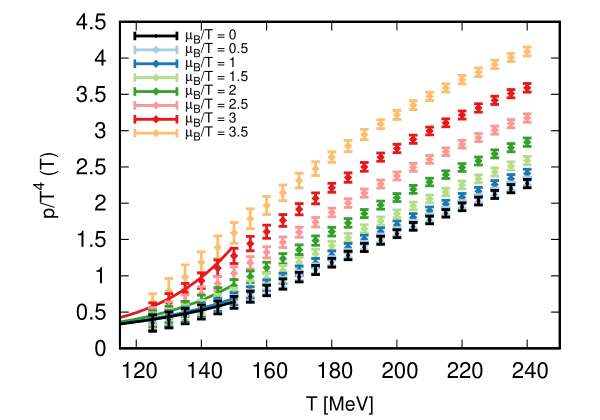 4.5
4
3.5
3
2.5
2
1.5
1
0.5
0
p/T⁴ (T)
μB/T = 0
μB/T = 0.5
μB/T = 1
μB/T = 1.5
μB/T = 2
μB/T = 2.5
μB/T = 3
μB/T = 3.5
120 140 160 180 200 220 240
T [MeV]